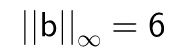 ||b||∞ = 6